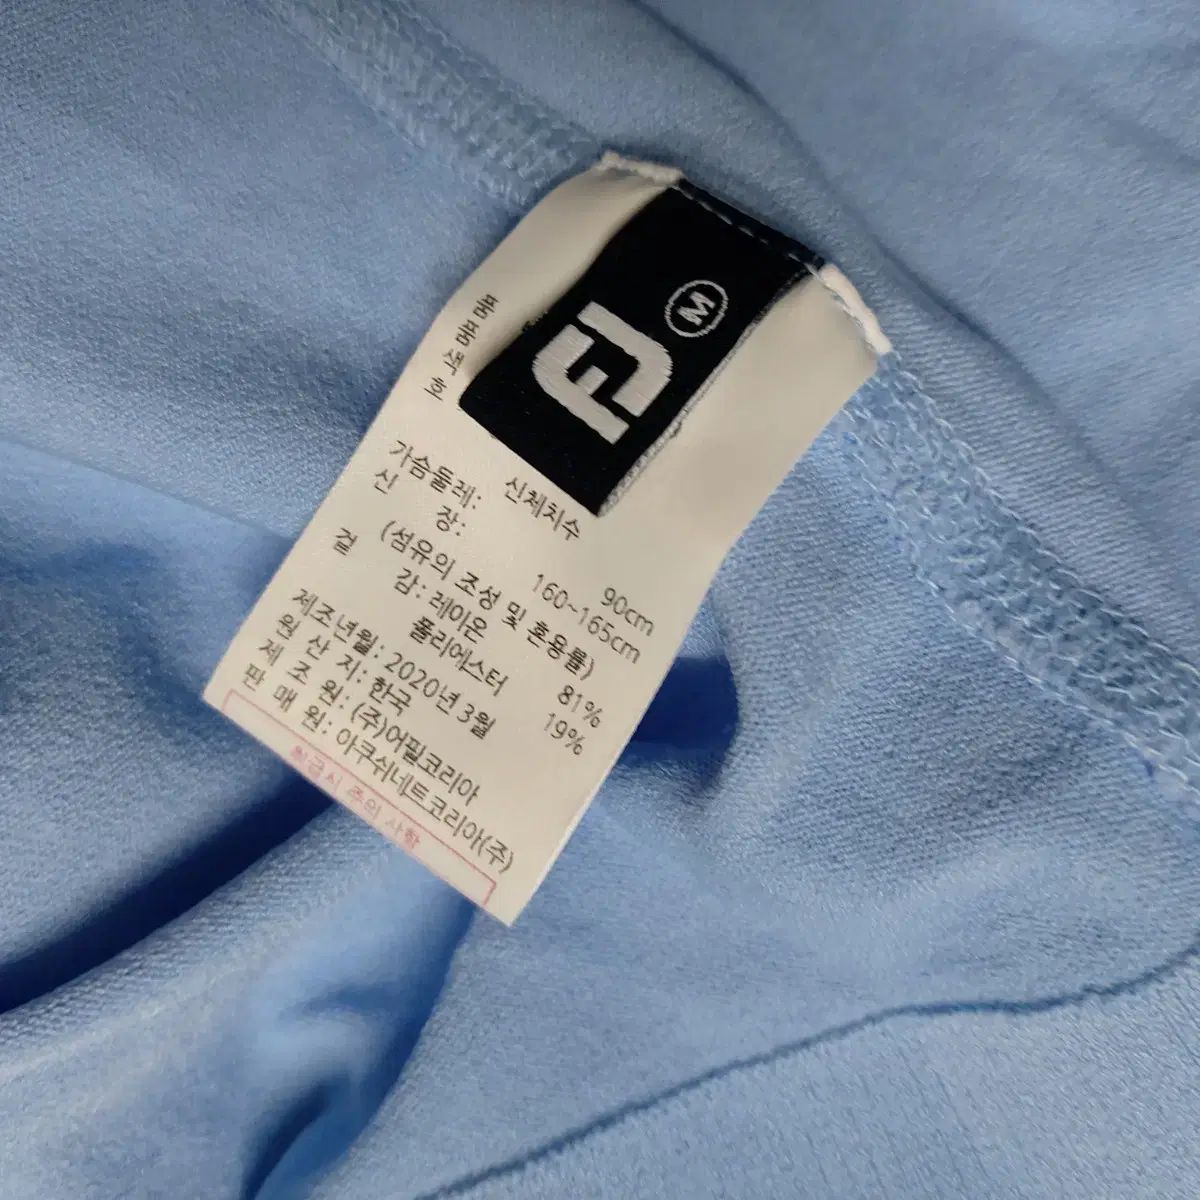 FJ
M
품
품
색
호
신체치수
가슴둘레: 90cm
신 장: 160~165cm
(섬유의 조성 및 혼용률)
겉 감: 레이온 81%
폴리에스터 19%
제조년월: 2020년 3월
원 산 지: 한국
제 조 원: (주)어필코리아
판 매 원: 아쿠쉬네트코리아(주)
취급시 주의 사항